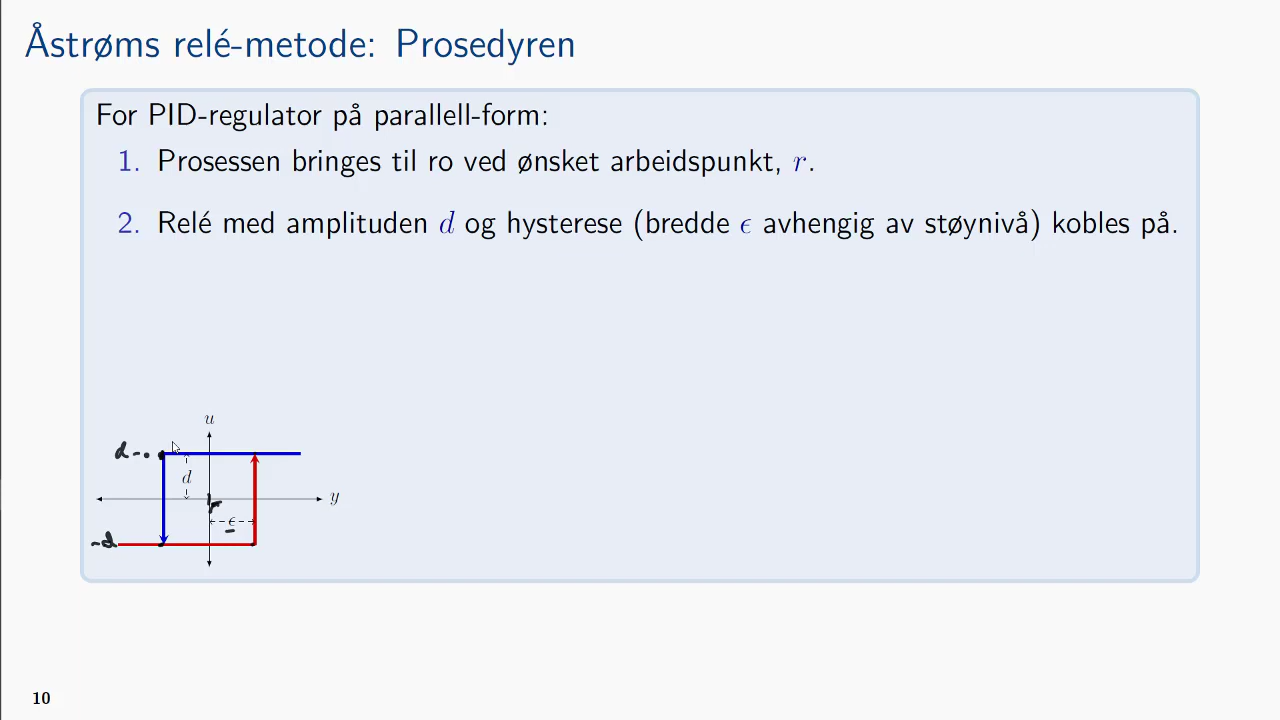 Åstrøms relé-metode: Prosedyren
For PID-regulator på parallell-form:
1. Prosessen bringes til ro ved ønsket arbeidspunkt, r.
2. Relé med amplituden d og hysterese (bredde ϵ avhengig av støynivå) kobles på.
u
d
d
y
r
ϵ
-d
10